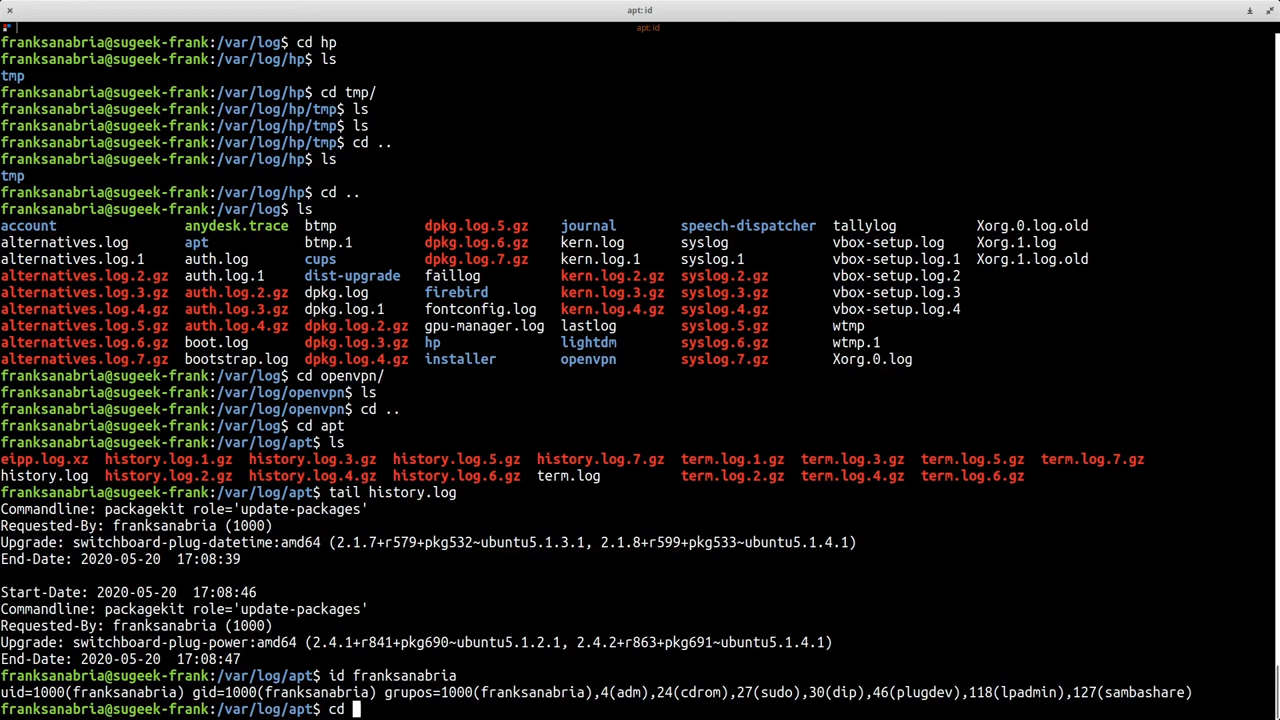 apt: id
apt: id
franksanabria@sugeek-frank:/var/log$ cd hp
franksanabria@sugeek-frank:/var/log/hp$ ls
tmp
franksanabria@sugeek-frank:/var/log/hp$ cd tmp/
franksanabria@sugeek-frank:/var/log/hp/tmp$ ls
franksanabria@sugeek-frank:/var/log/hp/tmp$ ls
franksanabria@sugeek-frank:/var/log/hp/tmp$ cd ..
franksanabria@sugeek-frank:/var/log/hp$ ls
tmp
franksanabria@sugeek-frank:/var/log/hp$ cd ..
franksanabria@sugeek-frank:/var/log$ ls
account anydesk.trace btmp dpkg.log.5.gz journal speech-dispatcher tallylog Xorg.0.log.old
alternatives.log apt btmp.1 dpkg.log.6.gz kern.log syslog vbox-setup.log Xorg.1.log
alternatives.log.1 auth.log cups dpkg.log.7.gz kern.log.1 syslog.1 vbox-setup.log.1 Xorg.1.log.old
alternatives.log.2.gz auth.log.1 dist-upgrade faillog kern.log.2.gz syslog.2.gz vbox-setup.log.2
alternatives.log.3.gz auth.log.2.gz dpkg.log firebird kern.log.3.gz syslog.3.gz vbox-setup.log.3
alternatives.log.4.gz auth.log.3.gz dpkg.log.1 fontconfig.log kern.log.4.gz syslog.4.gz vbox-setup.log.4
alternatives.log.5.gz auth.log.4.gz dpkg.log.2.gz gpu-manager.log lastlog syslog.5.gz wtmp
alternatives.log.6.gz boot.log dpkg.log.3.gz hp lightdm syslog.6.gz wtmp.1
alternatives.log.7.gz bootstrap.log dpkg.log.4.gz installer openvpn syslog.7.gz Xorg.0.log
franksanabria@sugeek-frank:/var/log$ cd openvpn/
franksanabria@sugeek-frank:/var/log/openvpn$ ls
franksanabria@sugeek-frank:/var/log/openvpn$ cd ..
franksanabria@sugeek-frank:/var/log$ cd apt
franksanabria@sugeek-frank:/var/log/apt$ ls
eipp.log.xz history.log.1.gz history.log.3.gz history.log.5.gz history.log.7.gz term.log.1.gz term.log.3.gz term.log.5.gz term.log.7.gz
history.log history.log.2.gz history.log.4.gz history.log.6.gz term.log term.log.2.gz term.log.4.gz term.log.6.gz
franksanabria@sugeek-frank:/var/log/apt$ tail history.log
Commandline: packagekit role='update-packages'
Requested-By: franksanabria (1000)
Upgrade: switchboard-plug-datetime:amd64 (2.1.7+r579+pkg532~ubuntu5.1.3.1, 2.1.8+r599+pkg533~ubuntu5.1.4.1)
End-Date: 2020-05-20  17:08:39
Start-Date: 2020-05-20  17:08:46
Commandline: packagekit role='update-packages'
Requested-By: franksanabria (1000)
Upgrade: switchboard-plug-power:amd64 (2.4.1+r841+pkg690~ubuntu5.1.2.1, 2.4.2+r863+pkg691~ubuntu5.1.4.1)
End-Date: 2020-05-20  17:08:47
franksanabria@sugeek-frank:/var/log/apt$ id franksanabria
uid=1000(franksanabria) gid=1000(franksanabria) grupos=1000(franksanabria),4(adm),24(cdrom),27(sudo),30(dip),46(plugdev),118(lpadmin),127(sambashare)
franksanabria@sugeek-frank:/var/log/apt$ cd